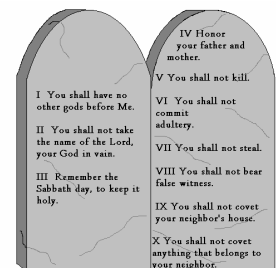 I You shall have no
other gods before Me.
II You shall not take
the name of the Lord,
your God in vain.
III Remember the
Sabbath day, to keep it
holy.
IV Honor
your father and
mother.
V You shall not kill.
VI You shall not
commit
adultery.
VII You shall not steal.
VIII You shall not bear
false witness.
IX You shall not covet
your neighbor's house.
X You shall not covet
anything that belongs to
your neighbor.